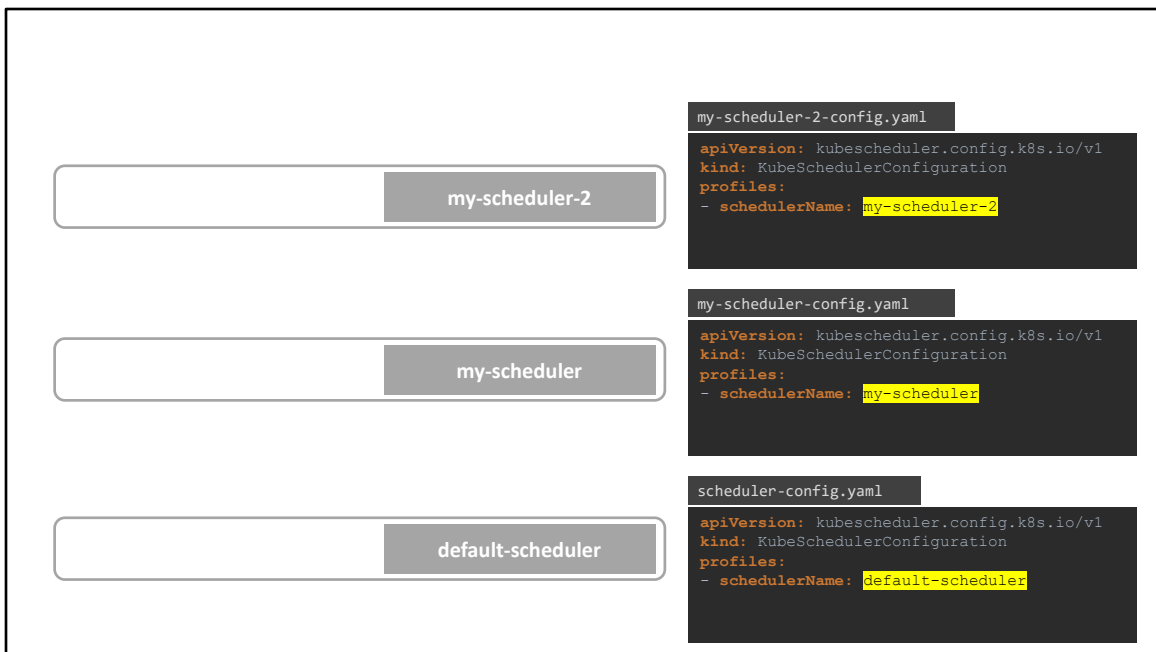 my-scheduler-2
my-scheduler-2-config.yaml
apiVersion: kubescheduler.config.k8s.io/v1
kind: KubeSchedulerConfiguration
profiles:
- schedulerName: my-scheduler-2
my-scheduler
my-scheduler-config.yaml
apiVersion: kubescheduler.config.k8s.io/v1
kind: KubeSchedulerConfiguration
profiles:
- schedulerName: my-scheduler
default-scheduler
scheduler-config.yaml
apiVersion: kubescheduler.config.k8s.io/v1
kind: KubeSchedulerConfiguration
profiles:
- schedulerName: default-scheduler